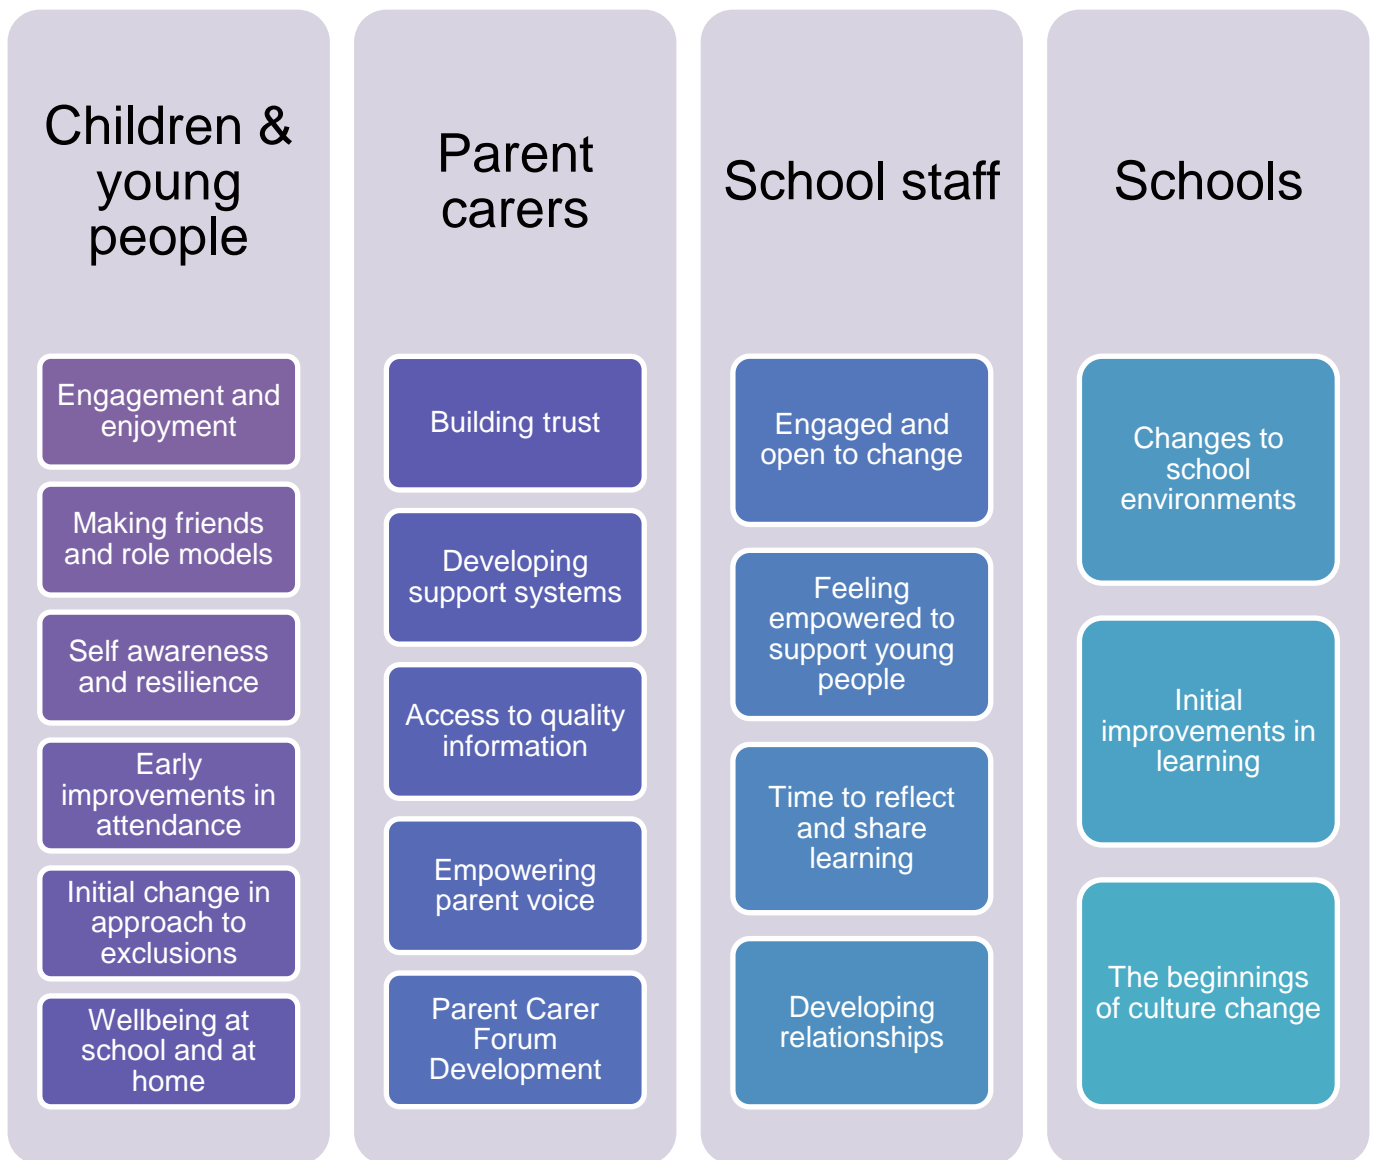 Children &
young
people
Engagement and
enjoyment
Making friends
and role models
Self awareness
and resilience
Early
improvements in
attendance
Initial change in
approach to
exclusions
Wellbeing at
school and at
home
Parent
carers
Building trust
Developing
support systems
Access to quality
information
Empowering
parent voice
Parent Carer
Forum
Development
School staff
Engaged and
open to change
Feeling
empowered to
support young
people
Time to reflect
and share
learning
Developing
relationships
Schools
Changes to
school
environments
Initial
improvements in
learning
The beginnings
of culture change